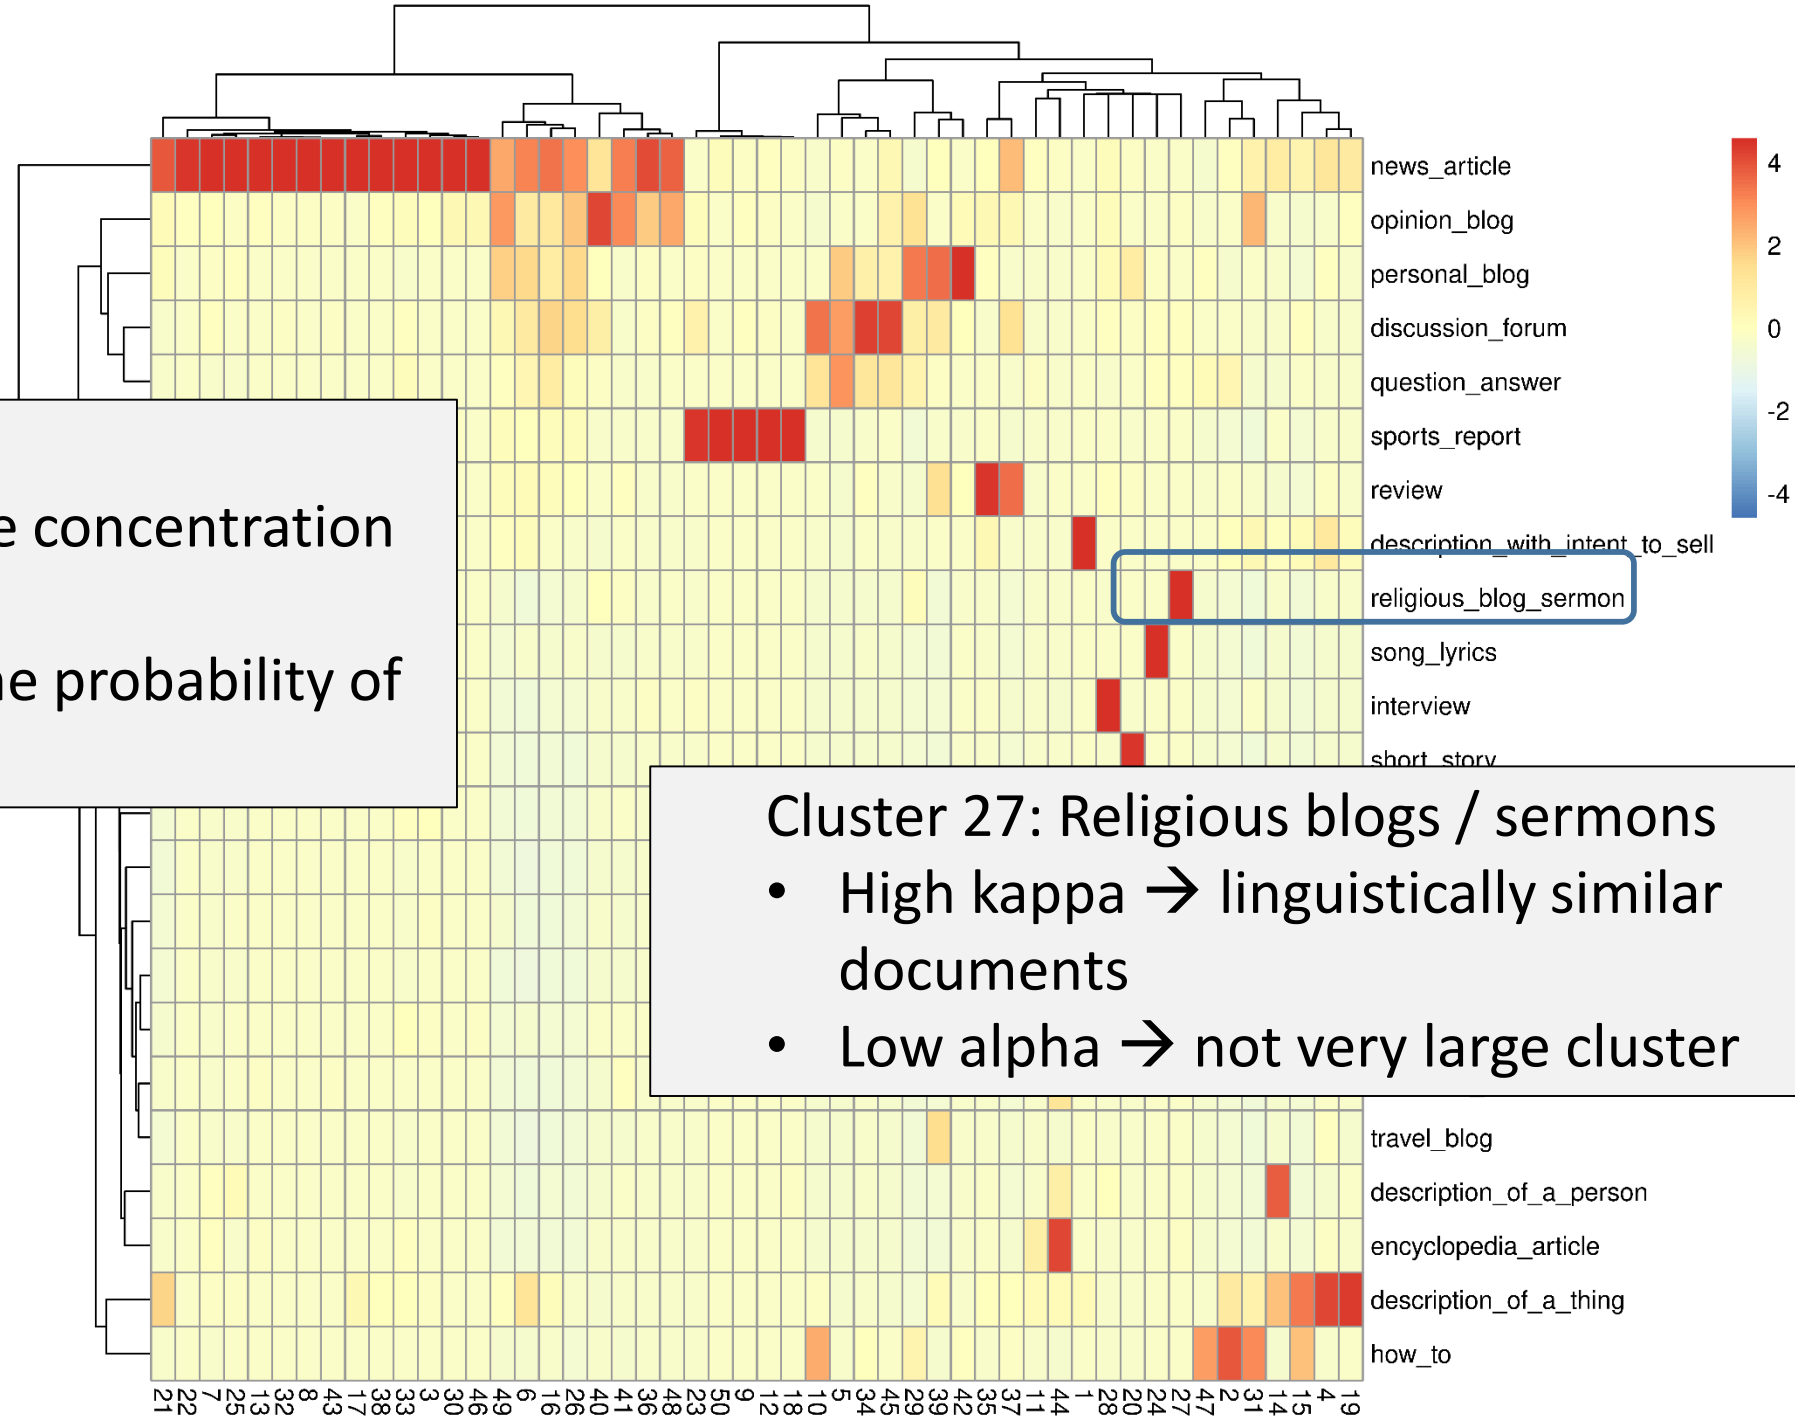 news_article
opinion_blog
personal_blog
discussion_forum
question_answer
sports_report
review
description_with_intent_to_sell
religious_blog_sermon
song_lyrics
interview
short_story
travel_blog
description_of_a_person
encyclopedia_article
description_of_a_thing
how_to
4
2
0
-2
-4
concentration
probability of
Cluster 27: Religious blogs / sermons
• High kappa → linguistically similar
documents
• Low alpha → not very large cluster
21 22 7 25 13 32 8 43 17 38 33 3 30 46 49 6 16 26 40 41 36 48 23 50 9 12 18 10 5 34 45 29 39 42 35 37 11 44 1 28 20 24 27 47 2 31 14 15 4 19